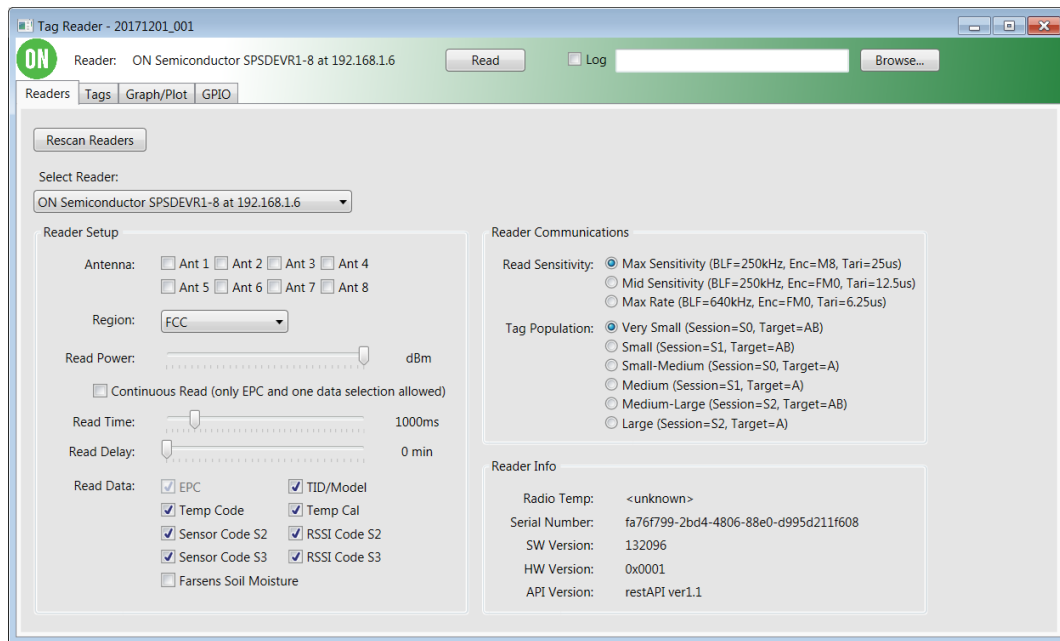 Tag Reader - 20171201_001
ON
Reader: ON Semiconductor SPSDEVR1-8 at 192.168.1.6 Read Log Browse...
Readers Tags Graph/Plot GPIO
Rescan Readers
Select Reader:
ON Semiconductor SPSDEVR1-8 at 192.168.1.6
Reader Setup
Antenna: Ant 1 Ant 2 Ant 3 Ant 4
Ant 5 Ant 6 Ant 7 Ant 8
Region: FCC
Read Power: dBm
Continuous Read (only EPC and one data selection allowed)
Read Time: 1000ms
Read Delay: 0 min
Read Data: EPC TID/Model
Temp Code Temp Cal
Sensor Code S2 RSSI Code S2
Sensor Code S3 RSSI Code S3
Farsens Soil Moisture
Reader Communications
Read Sensitivity: Max Sensitivity (BLF=250kHz, Enc=M8, Tari=25us)
Mid Sensitivity (BLF=250kHz, Enc=FM0, Tari=12.5us)
Max Rate (BLF=640kHz, Enc=FM0, Tari=6.25us)
Tag Population: Very Small (Session=S0, Target=AB)
Small (Session=S1, Target=AB)
Small-Medium (Session=S0, Target=A)
Medium (Session=S1, Target=A)
Medium-Large (Session=S2, Target=AB)
Large (Session=S2, Target=A)
Reader Info
Radio Temp: <unknown>
Serial Number: fa76f799-2bd4-4806-88e0-d995d211f608
SW Version: 132096
HW Version: 0x0001
API Version: restAPI ver1.1